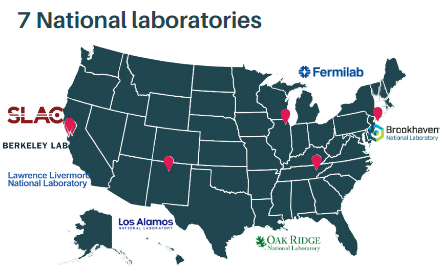 7 National laboratories
Fermilab
SLAC
Brookhaven
National Laboratory
BERKELEY LAB
Lawrence Livermore
National Laboratory
Los Alamos
NATIONAL LABORATORY
OAK RIDGE
National Laboratory